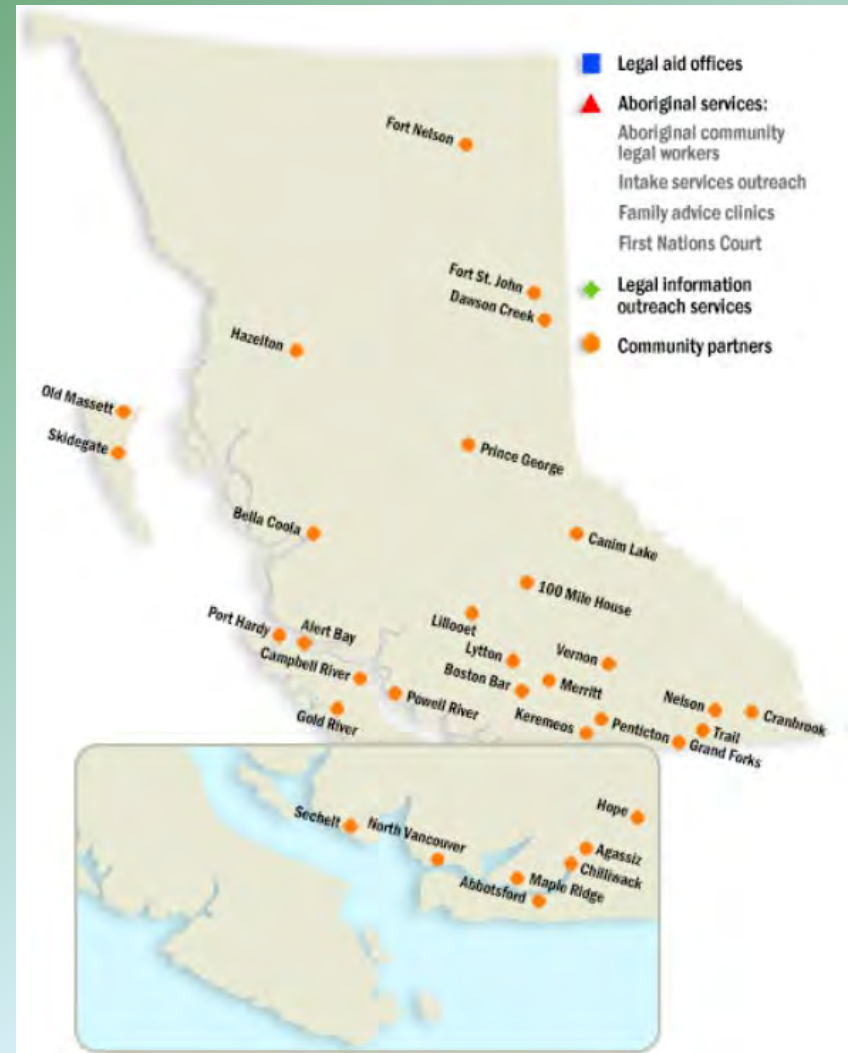 Legal aid offices
Aboriginal services:
Aboriginal community
legal workers
Intake services outreach
Family advice clinics
First Nations Court
Legal information
outreach services
Community partners
Fort Nelson
Fort St. John
Dawson Creek
Hazelton
Old Massett
Skidegate
Prince George
Bella Coola
Canim Lake
100 Mile House
Lillooet
Port Hardy
Alert Bay
Lytton
Vernon
Campbell River
Boston Bar
Merritt
Powell River
Nelson
Cranbrook
Gold River
Keremeos
Penticton
Trail
Grand Forks
Hope
Sechelt
North Vancouver
Agassiz
Chilliwack
Maple Ridge
Abbotsford